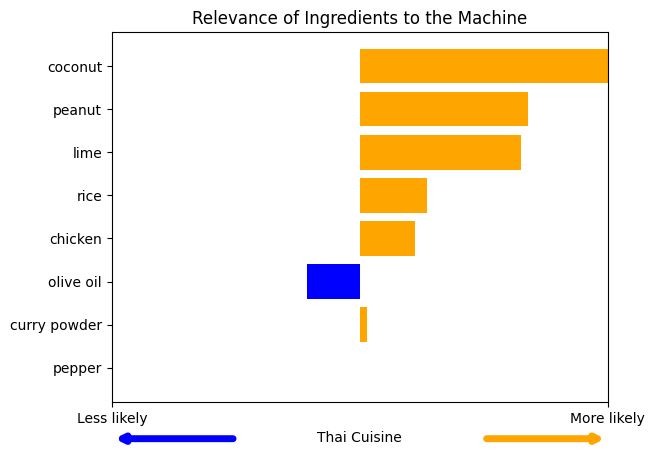 Relevance of Ingredients to the Machine
coconut
peanut
lime
rice
chicken
olive oil
curry powder
pepper
Less likely
More likely
Thai Cuisine